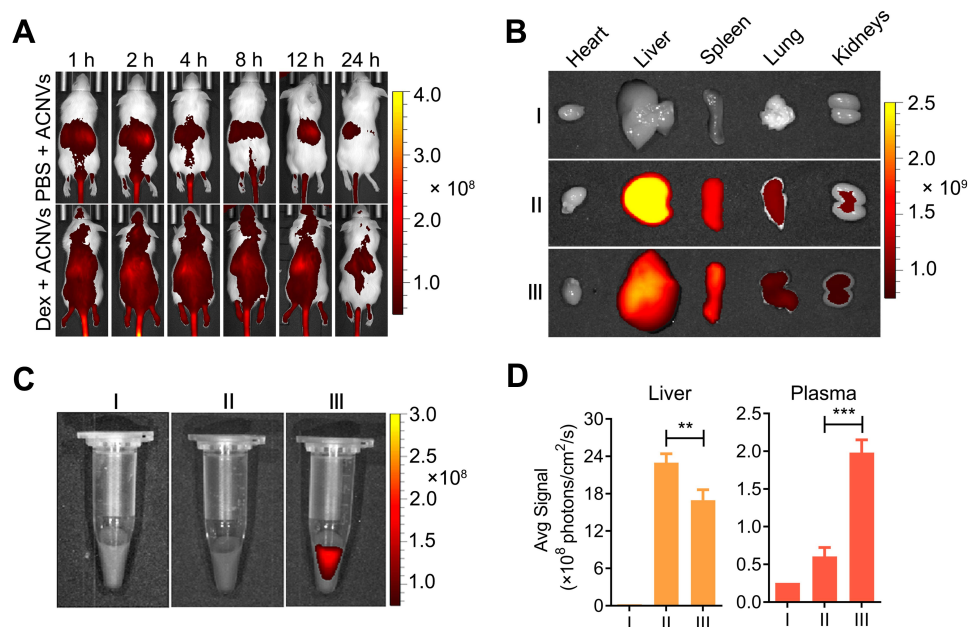 A
1 h 2 h 4 h 8 h 12 h 24 h
PBS + ACNVs
Dex + ACNVs
4.0
3.0
× 10⁸
2.0
1.0
B
Heart Liver Spleen Lung Kidneys
I
II
III
2.5
2.0
× 10⁹
1.5
1.0
C
I II III
3.0
2.5
× 10⁸
2.0
1.5
1.0
D
Liver
Avg Signal
(×10⁸ photons/cm²/s)
30
24
18
12
6
0
**
I II III
Plasma
2.5
2.0
1.5
1.0
0.5
0.0
***
I II III